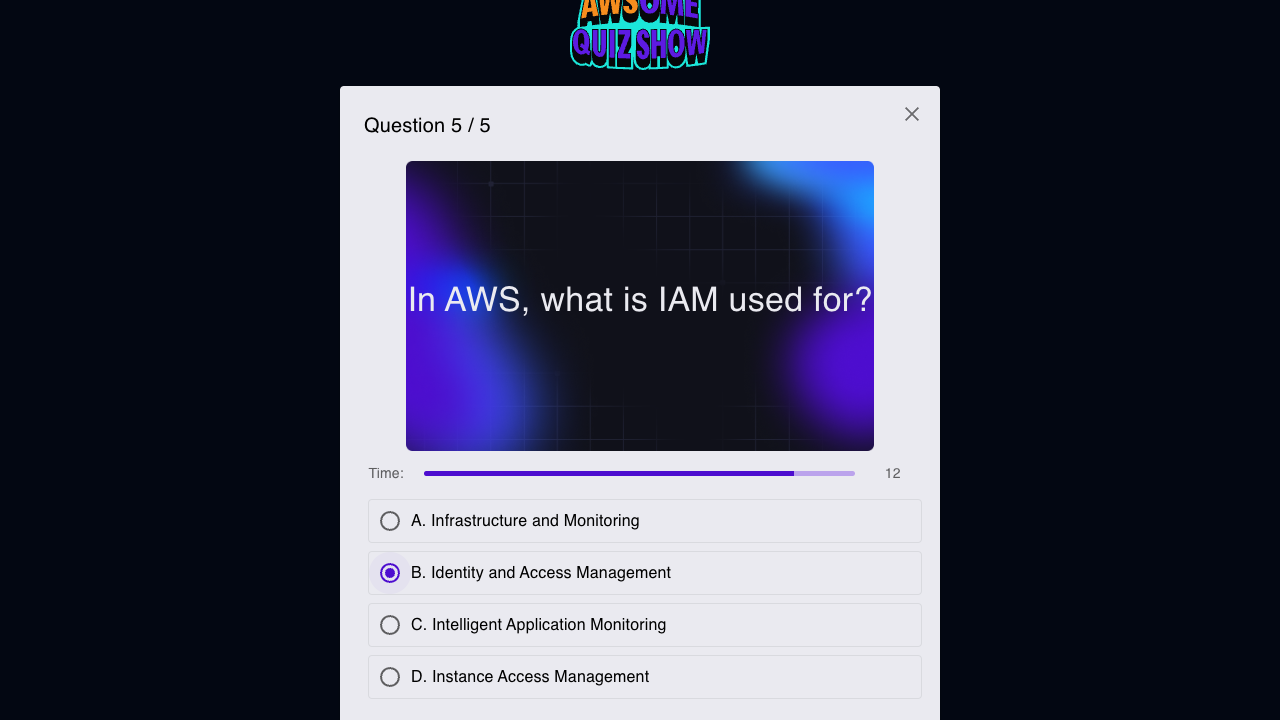 AWSOME
QUIZ SHOW
Question 5 / 5
In AWS, what is IAM used for?
Time:
12
A. Infrastructure and Monitoring
B. Identity and Access Management
C. Intelligent Application Monitoring
D. Instance Access Management